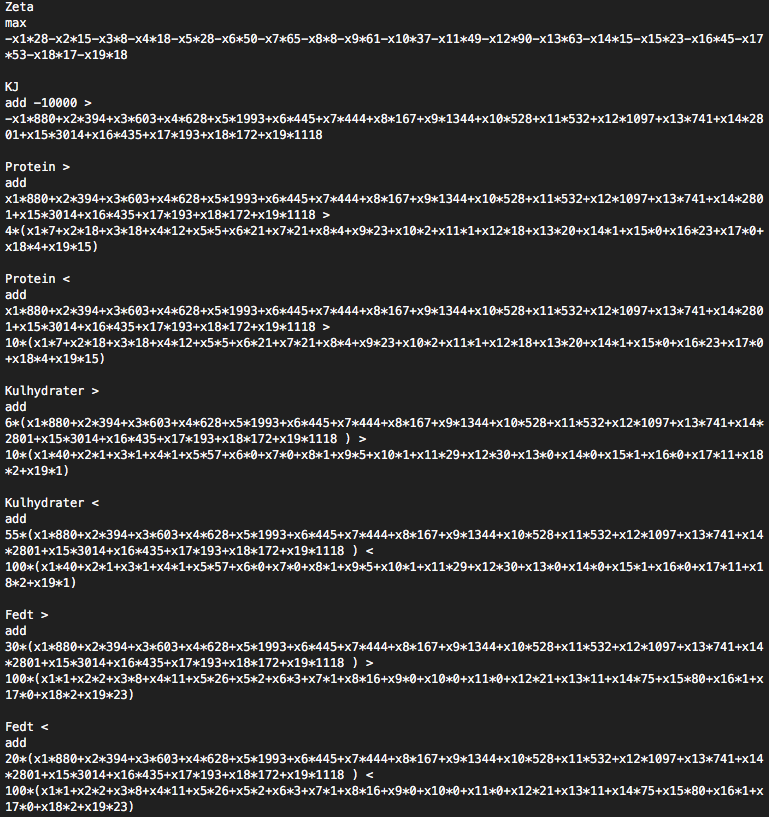 Zeta
max
-x1*28-x2*15-x3*8-x4*18-x5*28-x6*50-x7*65-x8*8-x9*61-x10*37-x11*49-x12*90-x13*63-x14*15-x15*23-x16*45-x17
*53-x18*17-x19*18
KJ
add -10000 >
-x1*880+x2*394+x3*603+x4*628+x5*1993+x6*445+x7*444+x8*167+x9*1344+x10*528+x11*532+x12*1097+x13*741+x14*28
01+x15*3014+x16*435+x17*193+x18*172+x19*1118
Protein >
add
x1*880+x2*394+x3*603+x4*628+x5*1993+x6*445+x7*444+x8*167+x9*1344+x10*528+x11*532+x12*1097+x13*741+x14*280
1+x15*3014+x16*435+x17*193+x18*172+x19*1118 >
4*(x1*7+x2*18+x3*18+x4*12+x5*5+x6*21+x7*21+x8*4+x9*23+x10*2+x11*1+x12*18+x13*20+x14*1+x15*0+x16*23+x17*0+
x18*4+x19*15)
Protein <
add
x1*880+x2*394+x3*603+x4*628+x5*1993+x6*445+x7*444+x8*167+x9*1344+x10*528+x11*532+x12*1097+x13*741+x14*280
1+x15*3014+x16*435+x17*193+x18*172+x19*1118 >
10*(x1*7+x2*18+x3*18+x4*12+x5*5+x6*21+x7*21+x8*4+x9*23+x10*2+x11*1+x12*18+x13*20+x14*1+x15*0+x16*23+x17*0
+x18*4+x19*15)
Kulhydrater >
add
6*(x1*880+x2*394+x3*603+x4*628+x5*1993+x6*445+x7*444+x8*167+x9*1344+x10*528+x11*532+x12*1097+x13*741+x14*
2801+x15*3014+x16*435+x17*193+x18*172+x19*1118 ) >
10*(x1*40+x2*1+x3*1+x4*1+x5*57+x6*0+x7*0+x8*1+x9*5+x10*1+x11*29+x12*30+x13*0+x14*0+x15*1+x16*0+x17*11+x18
*2+x19*1)
Kulhydrater <
add
55*(x1*880+x2*394+x3*603+x4*628+x5*1993+x6*445+x7*444+x8*167+x9*1344+x10*528+x11*532+x12*1097+x13*741+x14
*2801+x15*3014+x16*435+x17*193+x18*172+x19*1118 ) <
100*(x1*40+x2*1+x3*1+x4*1+x5*57+x6*0+x7*0+x8*1+x9*5+x10*1+x11*29+x12*30+x13*0+x14*0+x15*1+x16*0+x17*11+x1
8*2+x19*1)
Fedt >
add
30*(x1*880+x2*394+x3*603+x4*628+x5*1993+x6*445+x7*444+x8*167+x9*1344+x10*528+x11*532+x12*1097+x13*741+x14
*2801+x15*3014+x16*435+x17*193+x18*172+x19*1118 ) >
100*(x1*1+x2*2+x3*8+x4*11+x5*26+x5*2+x6*3+x7*1+x8*16+x9*0+x10*0+x11*0+x12*21+x13*11+x14*75+x15*80+x16*1+x
17*0+x18*2+x19*23)
Fedt <
add
20*(x1*880+x2*394+x3*603+x4*628+x5*1993+x6*445+x7*444+x8*167+x9*1344+x10*528+x11*532+x12*1097+x13*741+x14
*2801+x15*3014+x16*435+x17*193+x18*172+x19*1118 ) <
100*(x1*1+x2*2+x3*8+x4*11+x5*26+x5*2+x6*3+x7*1+x8*16+x9*0+x10*0+x11*0+x12*21+x13*11+x14*75+x15*80+x16*1+x
17*0+x18*2+x19*23)